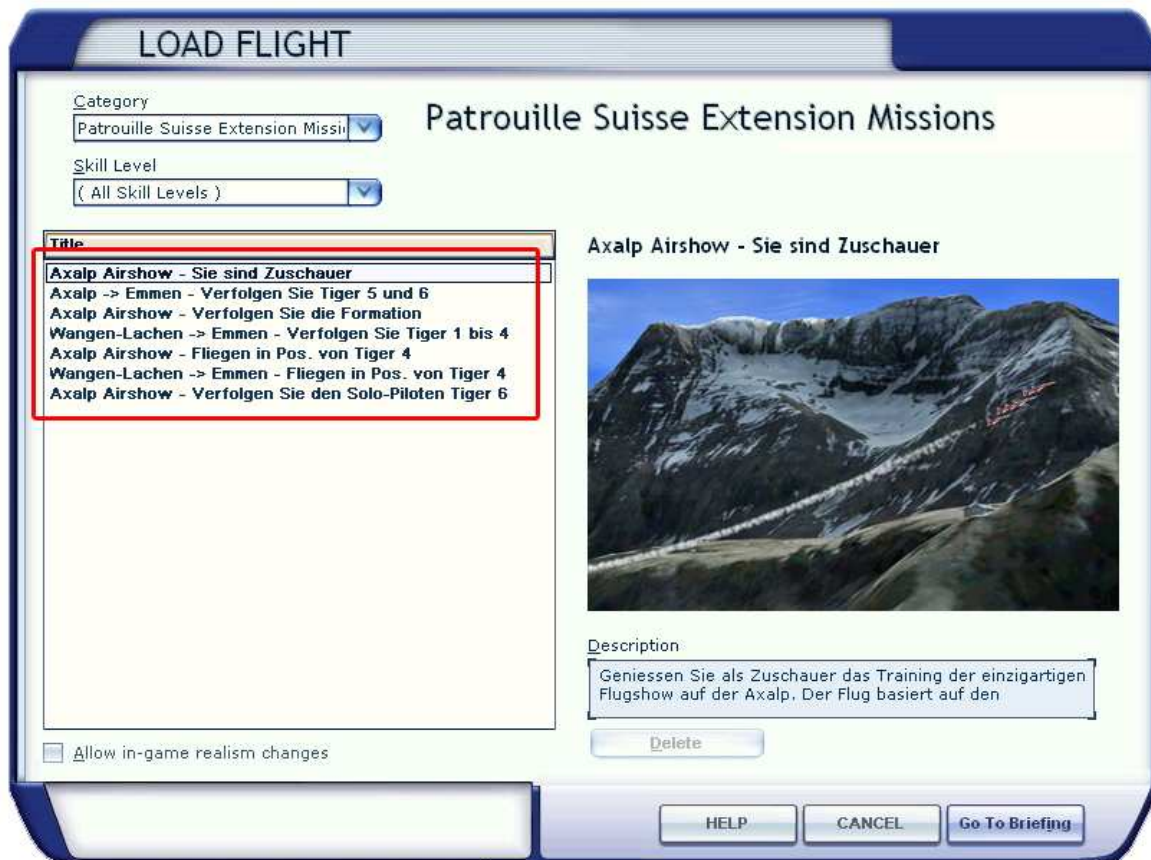 LOAD FLIGHT
Category
Patrouille Suisse Extension Missi
Patrouille Suisse Extension Missions
Skill Level
( All Skill Levels )
Title
Axalp Airshow - Sie sind Zuschauer
Axalp -> Emmen - Verfolgen Sie Tiger 5 und 6
Axalp Airshow - Verfolgen Sie die Formation
Wangen-Lachen -> Emmen - Verfolgen Sie Tiger 1 bis 4
Axalp Airshow - Fliegen in Pos. von Tiger 4
Wangen-Lachen -> Emmen - Fliegen in Pos. von Tiger 4
Axalp Airshow - Verfolgen Sie den Solo-Piloten Tiger 6
Allow in-game realism changes
Axalp Airshow - Sie sind Zuschauer
Description
Geniessen Sie als Zuschauer das Training der einzigartigen
Flugshow auf der Axalp. Der Flug basiert auf den
Delete
HELP
CANCEL
Go To Briefing